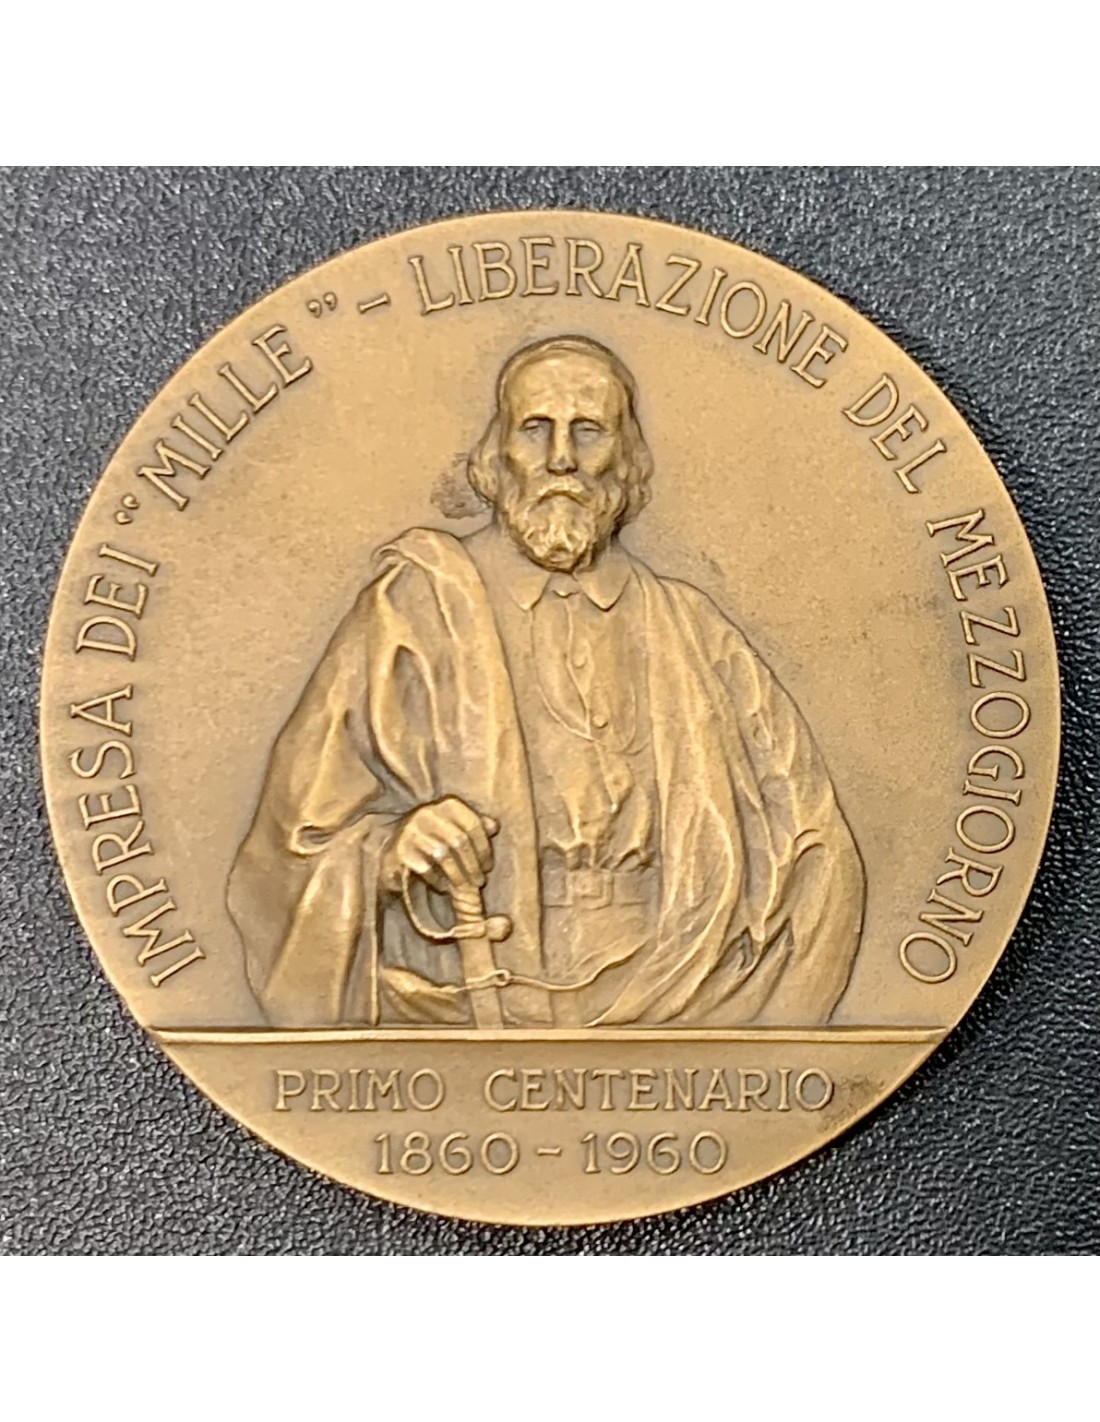 IMPRESA DEI “MILLE” - LIBERAZIONE DEL MEZZOGIORNO
PRIMO CENTENARIO
1860 - 1960